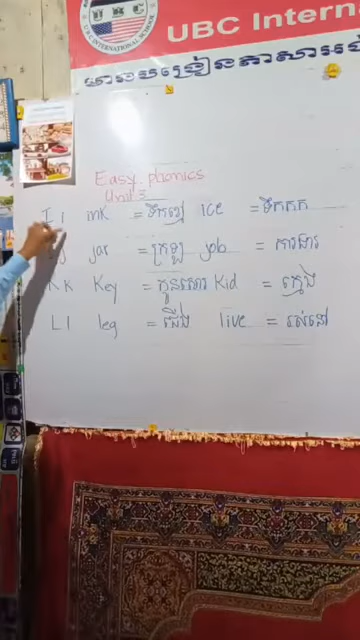 UBC Intern
Easy phonics
Unit 3
I i ink = ទឹកខ្មៅ ice = ទឹកកក
jar = ក្រឡ job = ការងារ
Kk Key = កូនសោរ Kid = ក្មេង
L l leg = ជើង live = រស់នៅ